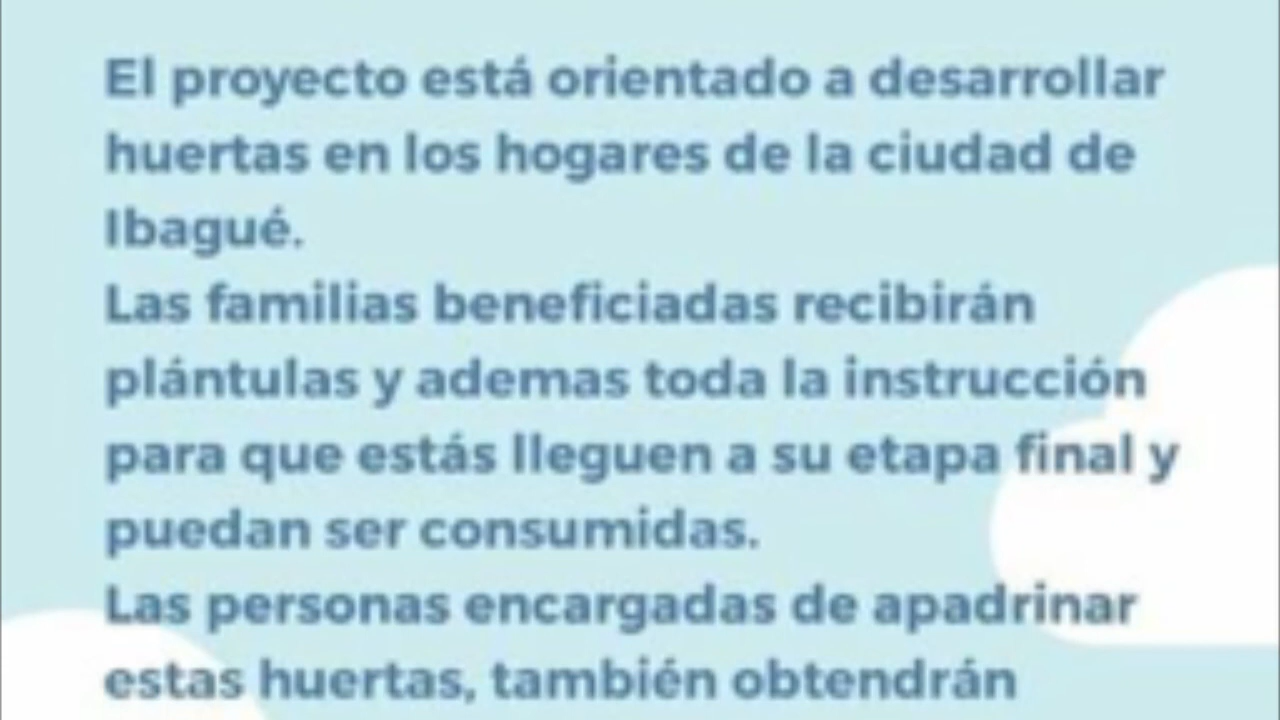 El proyecto está orientado a desarrollar
huertas en los hogares de la ciudad de
Ibagué.
Las familias beneficiadas recibirán
plántulas y ademas toda la instrucción
para que estás lleguen a su etapa final y
puedan ser consumidas.
Las personas encargadas de apadrinar
estas huertas, también obtendrán